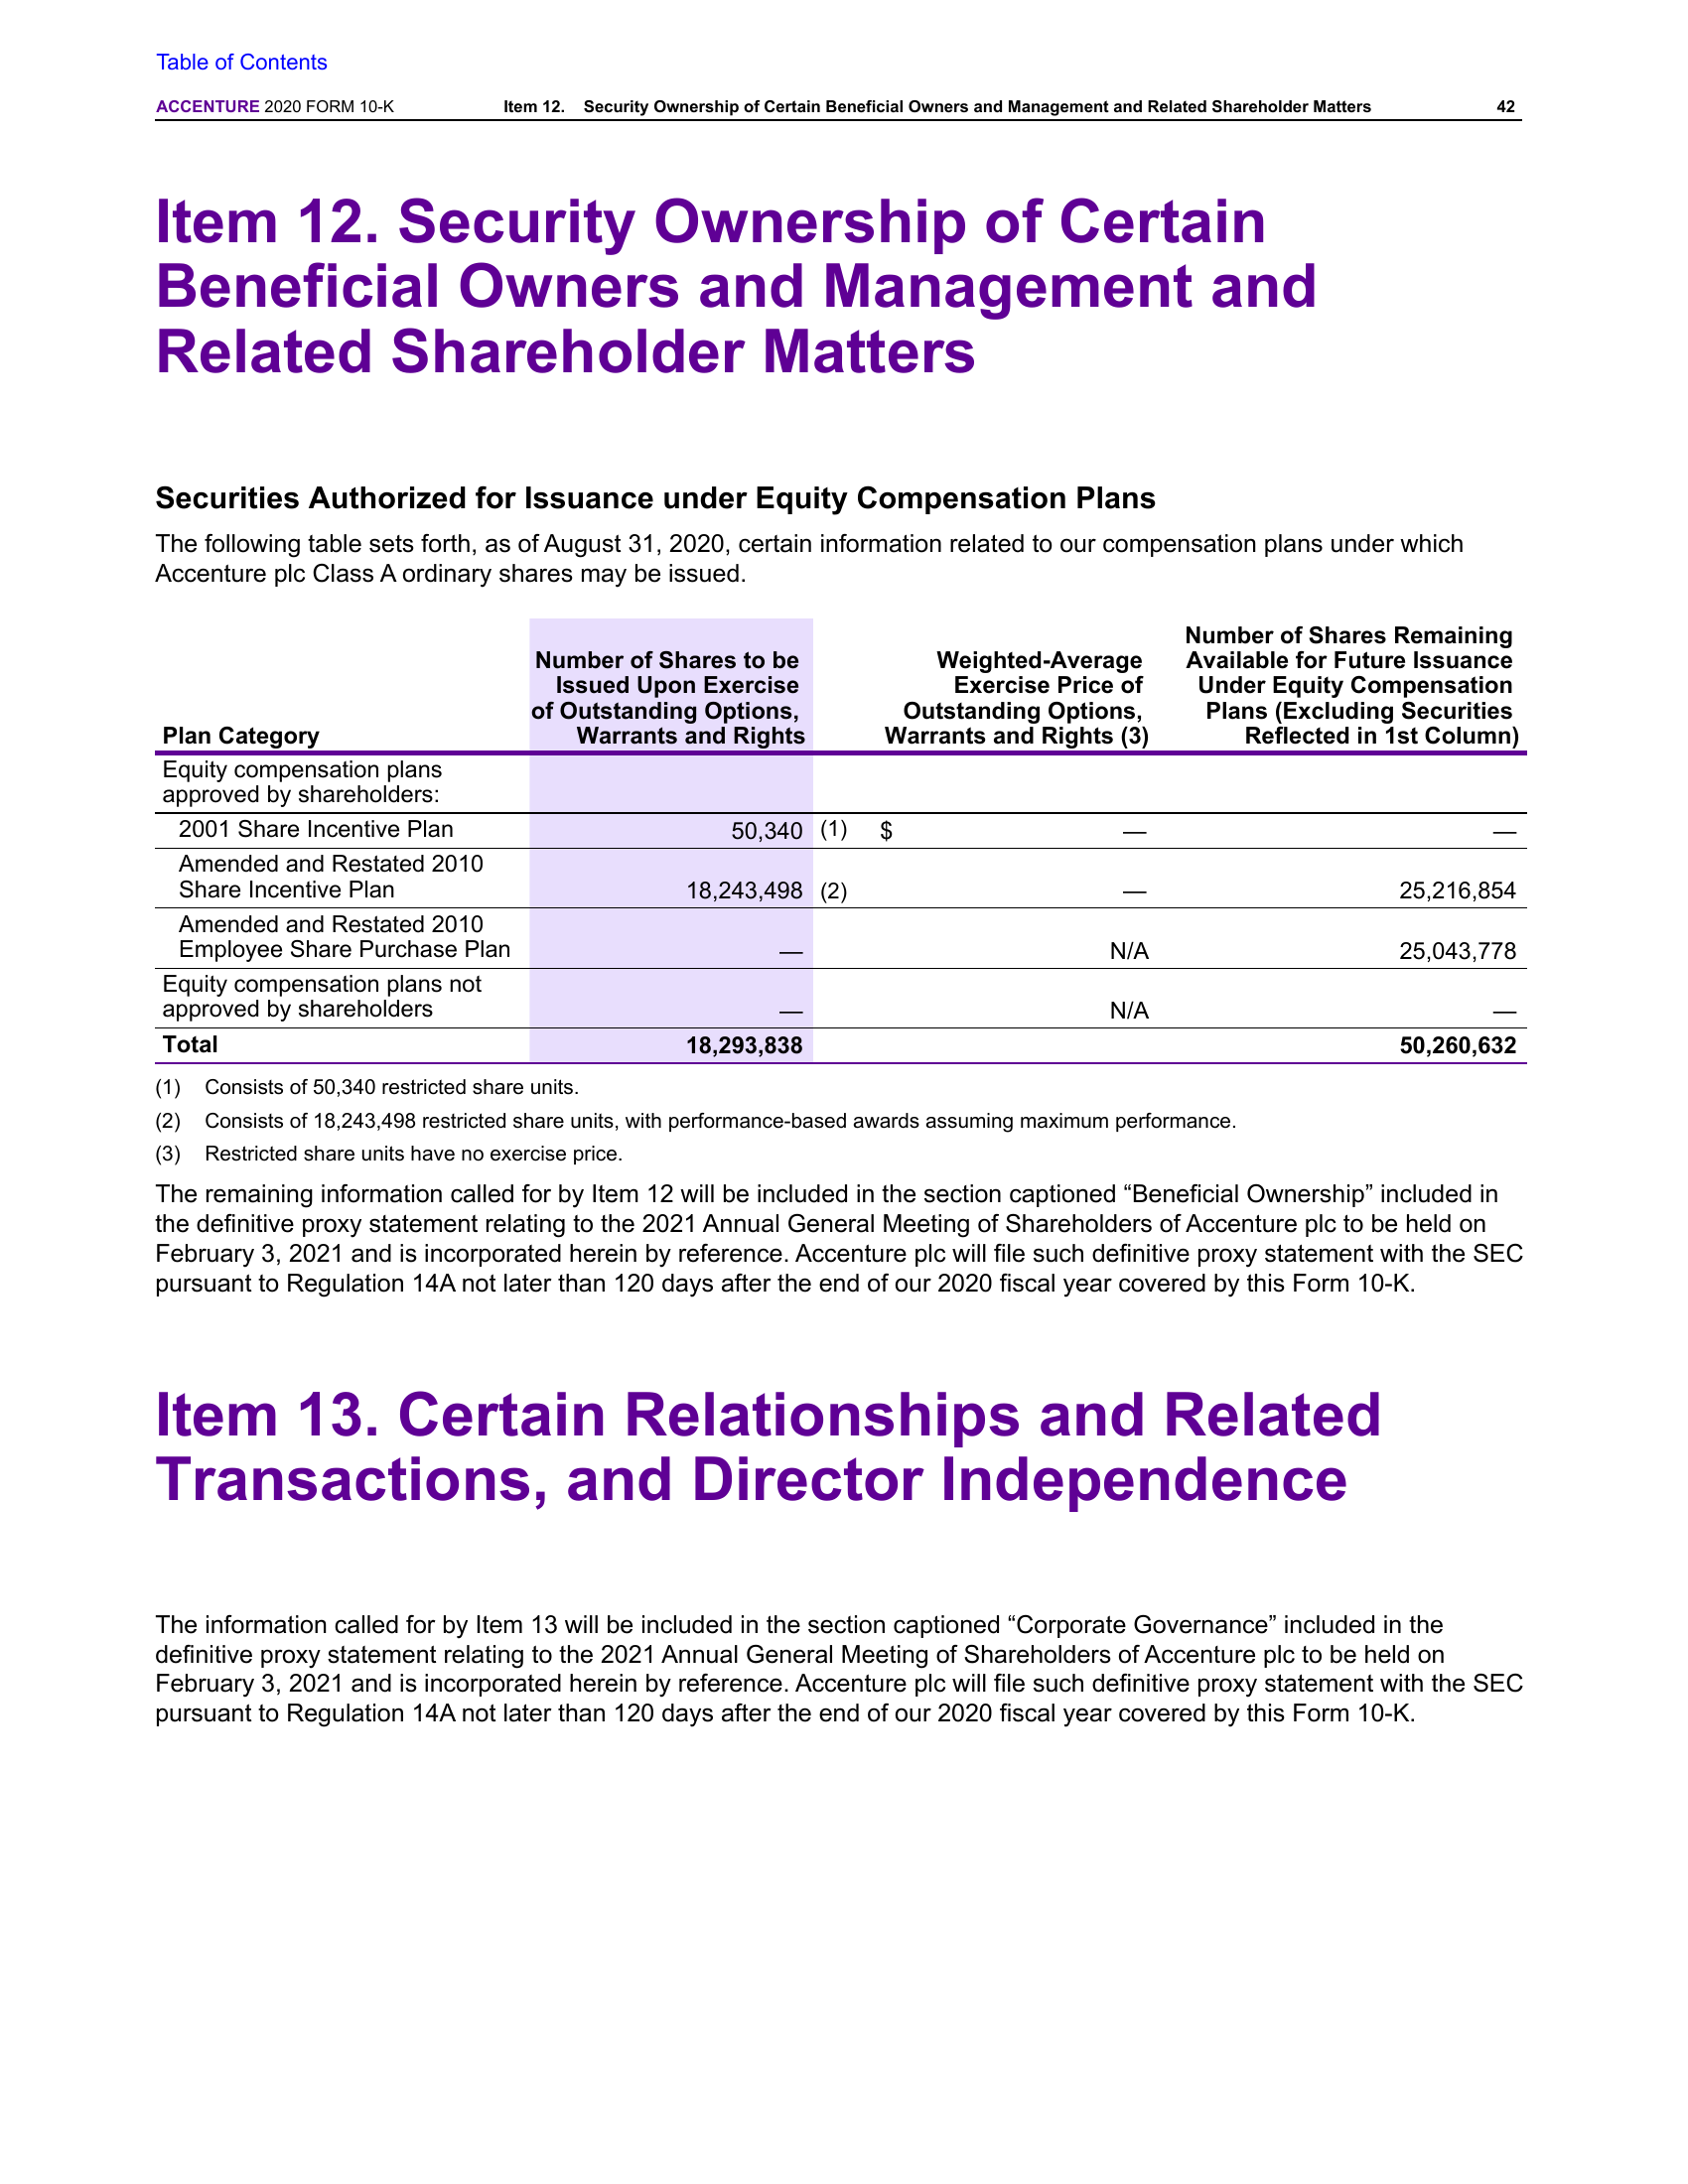 Table of Contents
ACCENTURE 2020 FORM 10-K Item 12. Security Ownership of Certain Beneficial Owners and Management and Related Shareholder Matters 42
Item 12. Security Ownership of Certain
Beneficial Owners and Management and
Related Shareholder Matters
Securities Authorized for Issuance under Equity Compensation Plans
The following table sets forth, as of August 31, 2020, certain information related to our compensation plans under which
Accenture plc Class A ordinary shares may be issued.
Plan Category
Number of Shares to be
Issued Upon Exercise
of Outstanding Options,
Warrants and Rights
Weighted-Average
Exercise Price of
Outstanding Options,
Warrants and Rights (3)
Number of Shares Remaining
Available for Future Issuance
Under Equity Compensation
Plans (Excluding Securities
Reflected in 1st Column)
Equity compensation plans
approved by shareholders:
2001 Share Incentive Plan 50,340 (1) $ — —
Amended and Restated 2010
Share Incentive Plan 18,243,498 (2) — 25,216,854
Amended and Restated 2010
Employee Share Purchase Plan — N/A 25,043,778
Equity compensation plans not
approved by shareholders — N/A —
Total 18,293,838 50,260,632
(1) Consists of 50,340 restricted share units.
(2) Consists of 18,243,498 restricted share units, with performance-based awards assuming maximum performance.
(3) Restricted share units have no exercise price.
The remaining information called for by Item 12 will be included in the section captioned “Beneficial Ownership” included in
the definitive proxy statement relating to the 2021 Annual General Meeting of Shareholders of Accenture plc to be held on
February 3, 2021 and is incorporated herein by reference. Accenture plc will file such definitive proxy statement with the SEC
pursuant to Regulation 14A not later than 120 days after the end of our 2020 fiscal year covered by this Form 10-K.
Item 13. Certain Relationships and Related
Transactions, and Director Independence
The information called for by Item 13 will be included in the section captioned “Corporate Governance” included in the
definitive proxy statement relating to the 2021 Annual General Meeting of Shareholders of Accenture plc to be held on
February 3, 2021 and is incorporated herein by reference. Accenture plc will file such definitive proxy statement with the SEC
pursuant to Regulation 14A not later than 120 days after the end of our 2020 fiscal year covered by this Form 10-K.